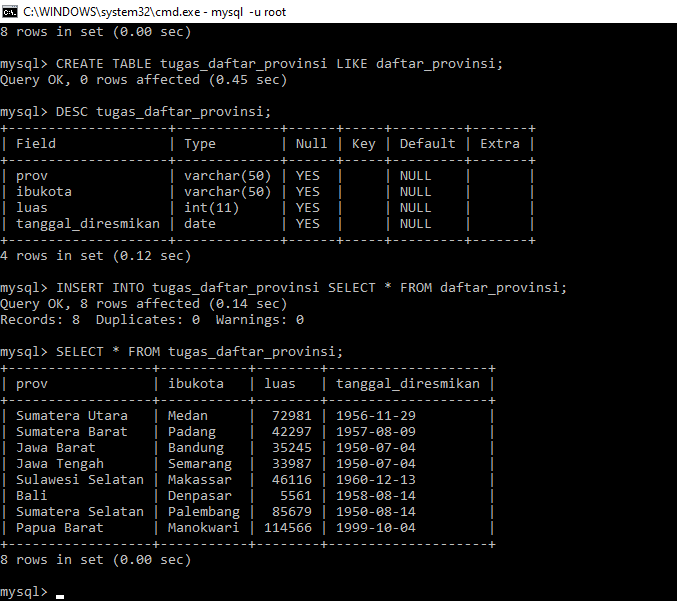 C:\WINDOWS\system32\cmd.exe - mysql  -u root
8 rows in set (0.00 sec)
mysql> CREATE TABLE tugas_daftar_provinsi LIKE daftar_provinsi;
Query OK, 0 rows affected (0.45 sec)
mysql> DESC tugas_daftar_provinsi;
+--------------------+-------------+------+-----+---------+-------+
| Field              | Type        | Null | Key | Default | Extra |
+--------------------+-------------+------+-----+---------+-------+
| prov               | varchar(50) | YES  |     | NULL    |       |
| ibukota            | varchar(50) | YES  |     | NULL    |       |
| luas               | int(11)     | YES  |     | NULL    |       |
| tanggal_diresmikan | date        | YES  |     | NULL    |       |
+--------------------+-------------+------+-----+---------+-------+
4 rows in set (0.12 sec)
mysql> INSERT INTO tugas_daftar_provinsi SELECT * FROM daftar_provinsi;
Query OK, 8 rows affected (0.14 sec)
Records: 8  Duplicates: 0  Warnings: 0
mysql> SELECT * FROM tugas_daftar_provinsi;
+------------------+-----------+--------+--------------------+
| prov             | ibukota   | luas   | tanggal_diresmikan |
+------------------+-----------+--------+--------------------+
| Sumatera Utara   | Medan     |  72981 | 1956-11-29         |
| Sumatera Barat   | Padang    |  42297 | 1957-08-09         |
| Jawa Barat       | Bandung   |  35245 | 1950-07-04         |
| Jawa Tengah      | Semarang  |  33987 | 1950-07-04         |
| Sulawesi Selatan | Makassar  |  46116 | 1960-12-13         |
| Bali             | Denpasar  |   5561 | 1958-08-14         |
| Sumatera Selatan | Palembang |  85679 | 1950-08-14         |
| Papua Barat      | Manokwari | 114566 | 1999-10-04         |
+------------------+-----------+--------+--------------------+
8 rows in set (0.00 sec)
mysql> _